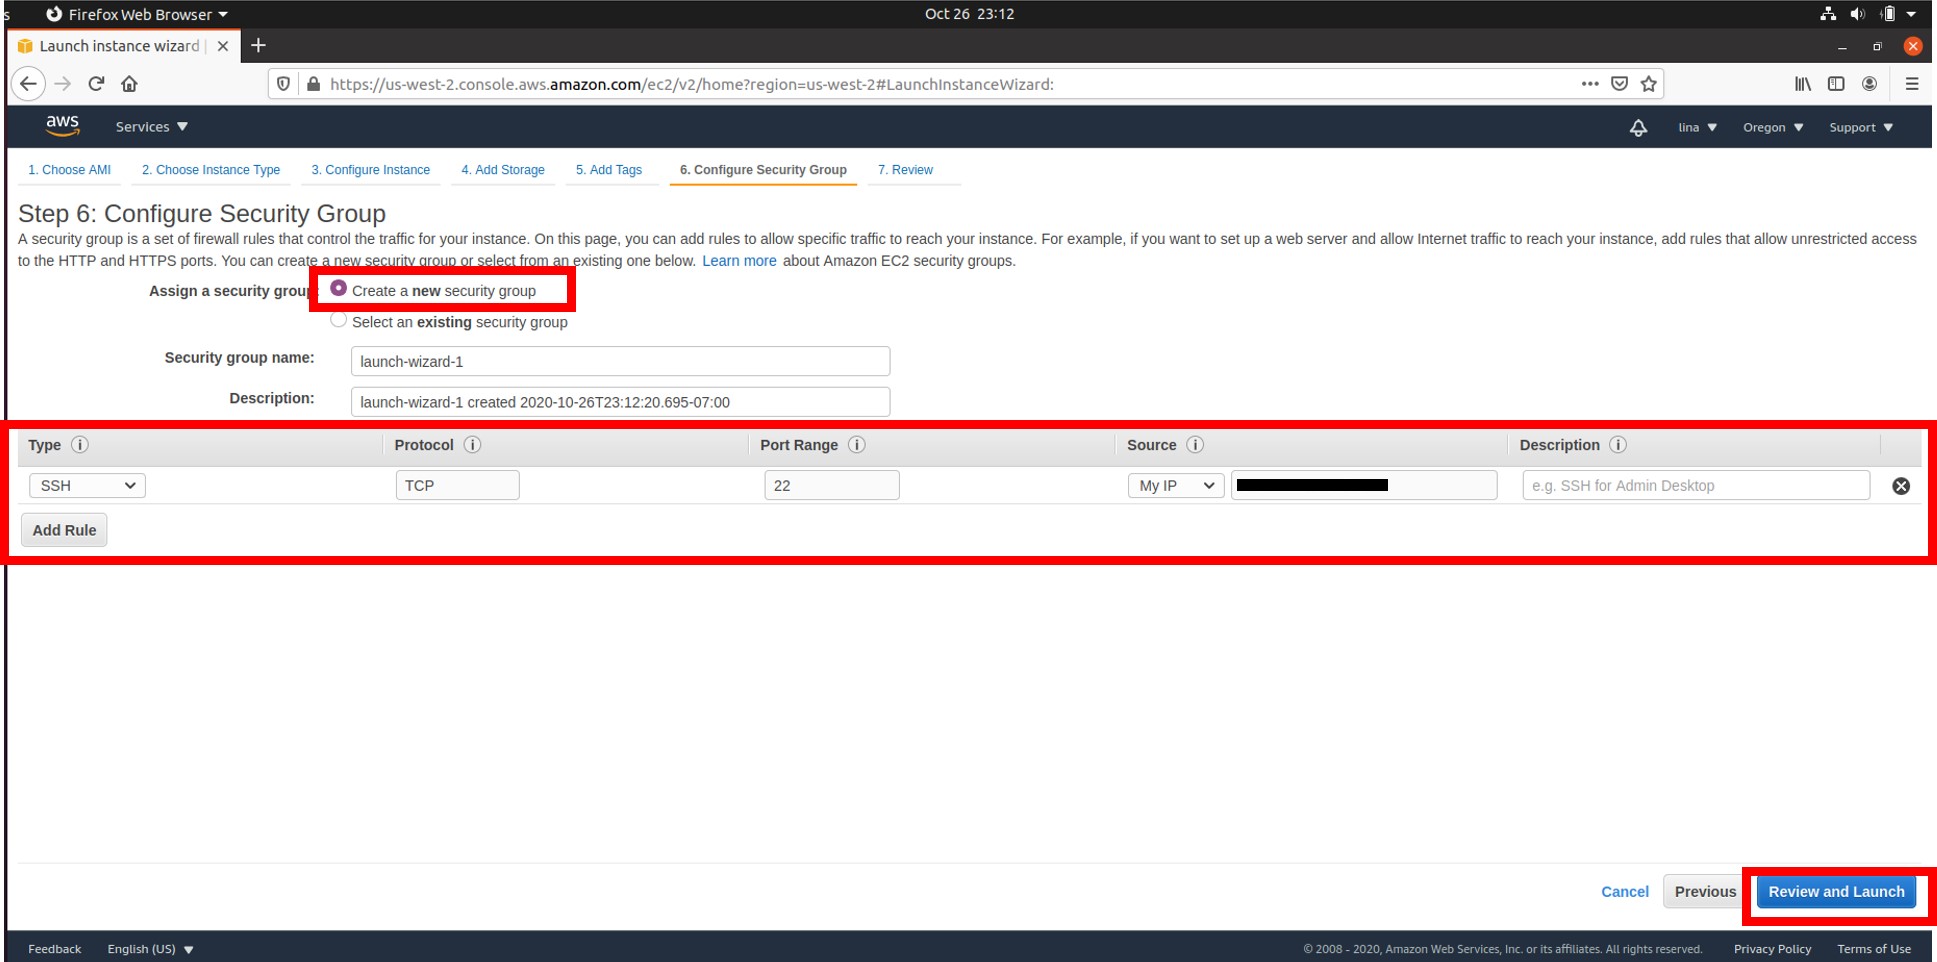 s Firefox Web Browser Oct 26 23:12
Launch instance wizard
https://us-west-2.console.aws.amazon.com/ec2/v2/home?region=us-west-2#LaunchInstanceWizard:
aws Services lina Oregon Support
1. Choose AMI 2. Choose Instance Type 3. Configure Instance 4. Add Storage 5. Add Tags 6. Configure Security Group 7. Review
Step 6: Configure Security Group
A security group is a set of firewall rules that control the traffic for your instance. On this page, you can add rules to allow specific traffic to reach your instance. For example, if you want to set up a web server and allow Internet traffic to reach your instance, add rules that allow unrestricted access
to the HTTP and HTTPS ports. You can create a new security group or select from an existing one below. Learn more about Amazon EC2 security groups.
Assign a security group: Create a new security group
Select an existing security group
Security group name: launch-wizard-1
Description: launch-wizard-1 created 2020-10-26T23:12:20.695-07:00
Type Protocol Port Range Source Description
SSH TCP 22 My IP e.g. SSH for Admin Desktop
Add Rule
Cancel Previous Review and Launch
Feedback English (US) © 2008 - 2020, Amazon Web Services, Inc. or its affiliates. All rights reserved. Privacy Policy Terms of Use